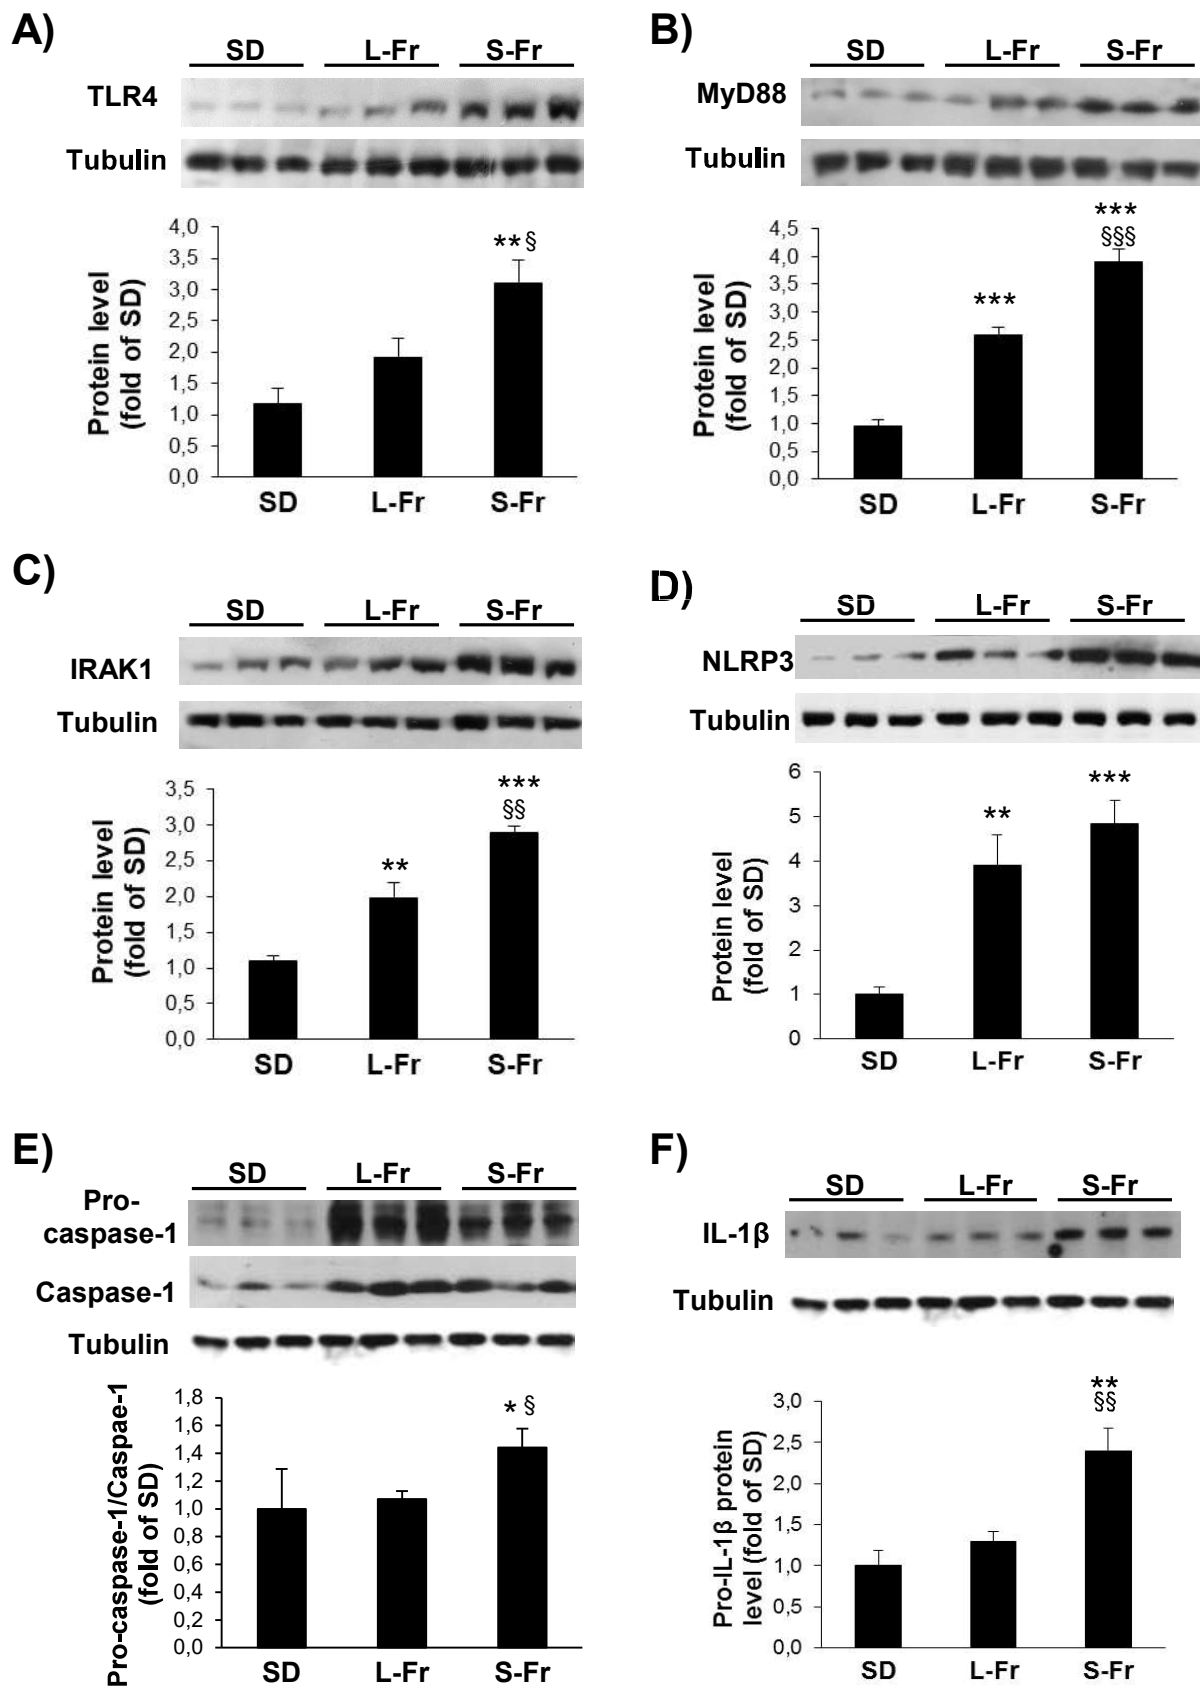 A)
SD L-Fr S-Fr
TLR4
Tubulin
4,0
3,5
3,0
2,5
2,0
1,5
1,0
0,5
0,0
Protein level
(fold of SD)
**§
SD L-Fr S-Fr
B)
SD L-Fr S-Fr
MyD88
Tubulin
4,5
4,0
3,5
3,0
2,5
2,0
1,5
1,0
0,5
0,0
Protein level
(fold of SD)
***
***
§§§
SD L-Fr S-Fr
C)
SD L-Fr S-Fr
IRAK1
Tubulin
3,5
3,0
2,5
2,0
1,5
1,0
0,5
0,0
Protein level
(fold of SD)
**
***
§§
SD L-Fr S-Fr
D)
SD L-Fr S-Fr
NLRP3
Tubulin
6
5
4
3
2
1
0
Protein level
(fold of SD)
**
***
SD L-Fr S-Fr
E)
SD L-Fr S-Fr
Pro-
caspase-1
Caspase-1
Tubulin
1,8
1,6
1,4
1,2
1,0
0,8
0,6
0,4
0,2
0,0
Pro-caspase-1/Caspae-1
(fold of SD)
* §
SD L-Fr S-Fr
F)
SD L-Fr S-Fr
IL-1β
Tubulin
3,0
2,5
2,0
1,5
1,0
0,5
0,0
Pro-IL-1β protein
level (fold of SD)
**
§§
SD L-Fr S-Fr